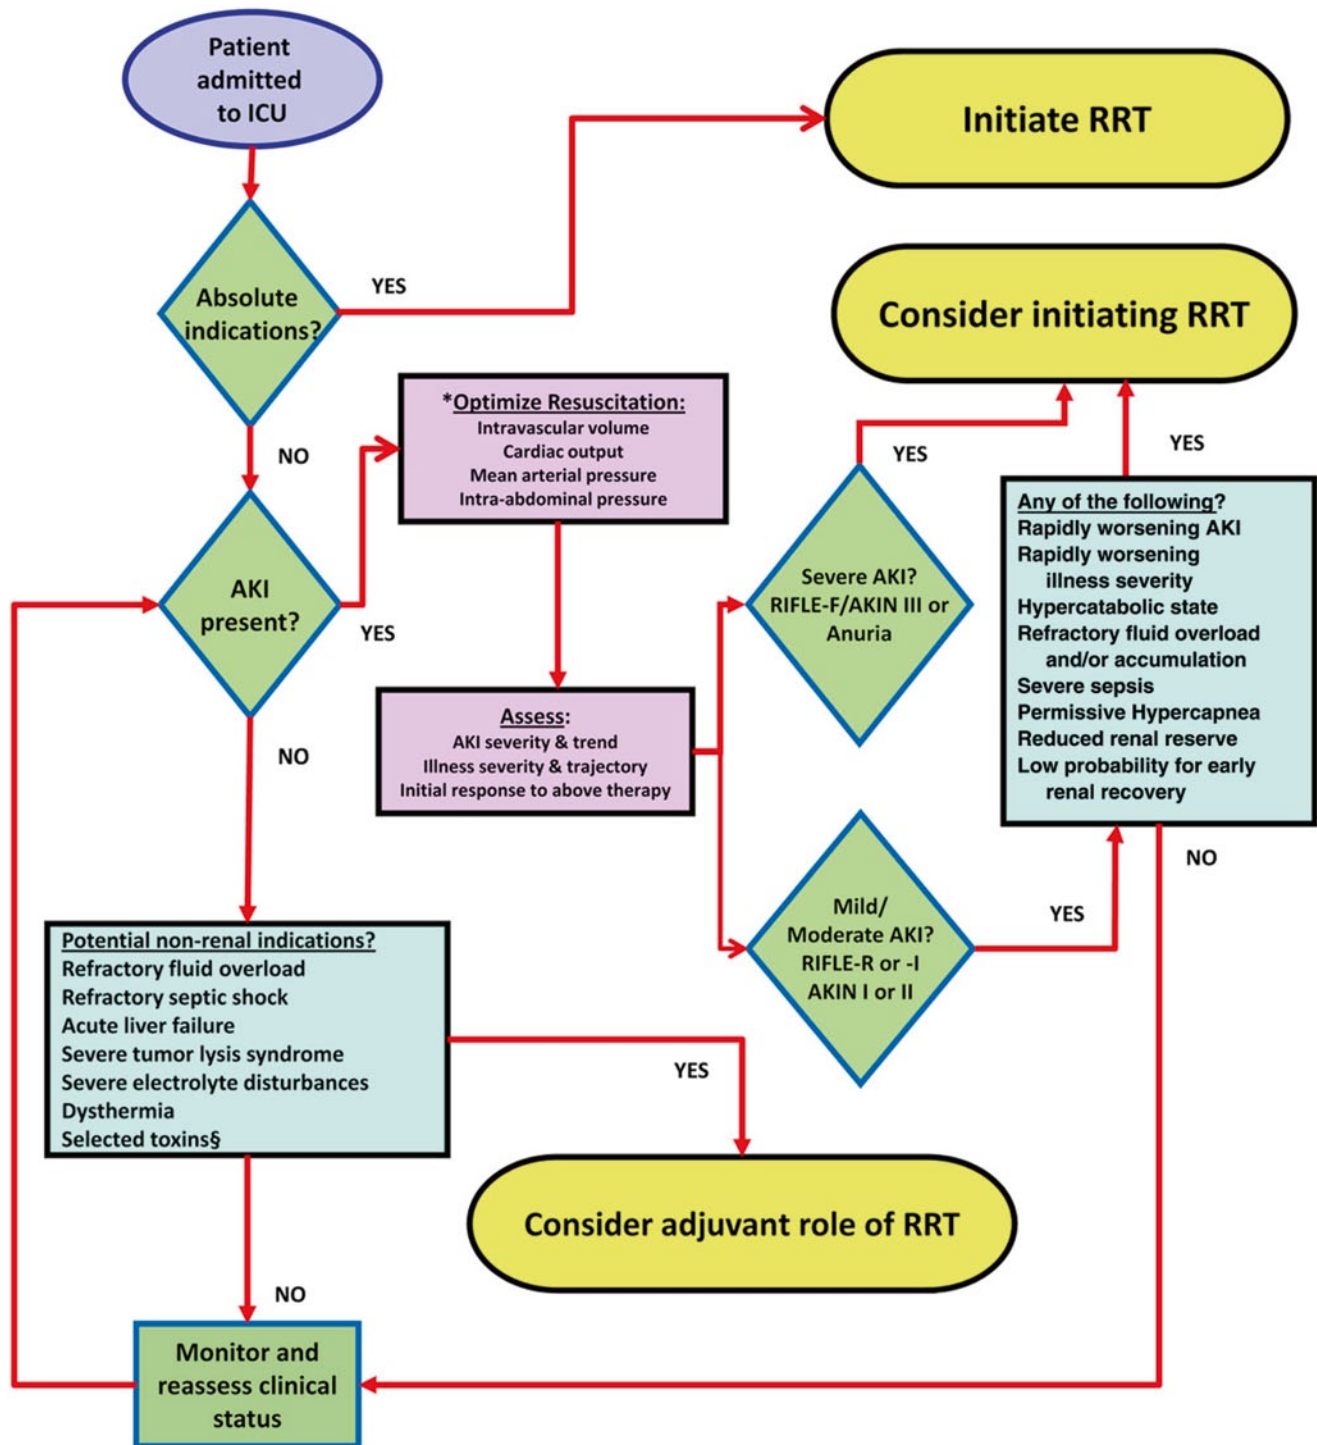 Patient
admitted
to ICU
Initiate RRT
Absolute
indications?
YES
Consider initiating RRT
NO
*Optimize Resuscitation:
Intravascular volume
Cardiac output
Mean arterial pressure
Intra-abdominal pressure
YES
YES
AKI
present?
YES
Severe AKI?
RIFLE-F/AKIN III or
Anuria
Any of the following?
Rapidly worsening AKI
Rapidly worsening
illness severity
Hypercatabolic state
Refractory fluid overload
and/or accumulation
Severe sepsis
Permissive Hypercapnea
Reduced renal reserve
Low probability for early
renal recovery
NO
Assess:
AKI severity & trend
Illness severity & trajectory
Initial response to above therapy
NO
Mild/
Moderate AKI?
RIFLE-R or -I
AKIN I or II
YES
Potential non-renal indications?
Refractory fluid overload
Refractory septic shock
Acute liver failure
Severe tumor lysis syndrome
Severe electrolyte disturbances
Dysthermia
Selected toxins§
YES
Consider adjuvant role of RRT
NO
Monitor and
reassess clinical
status